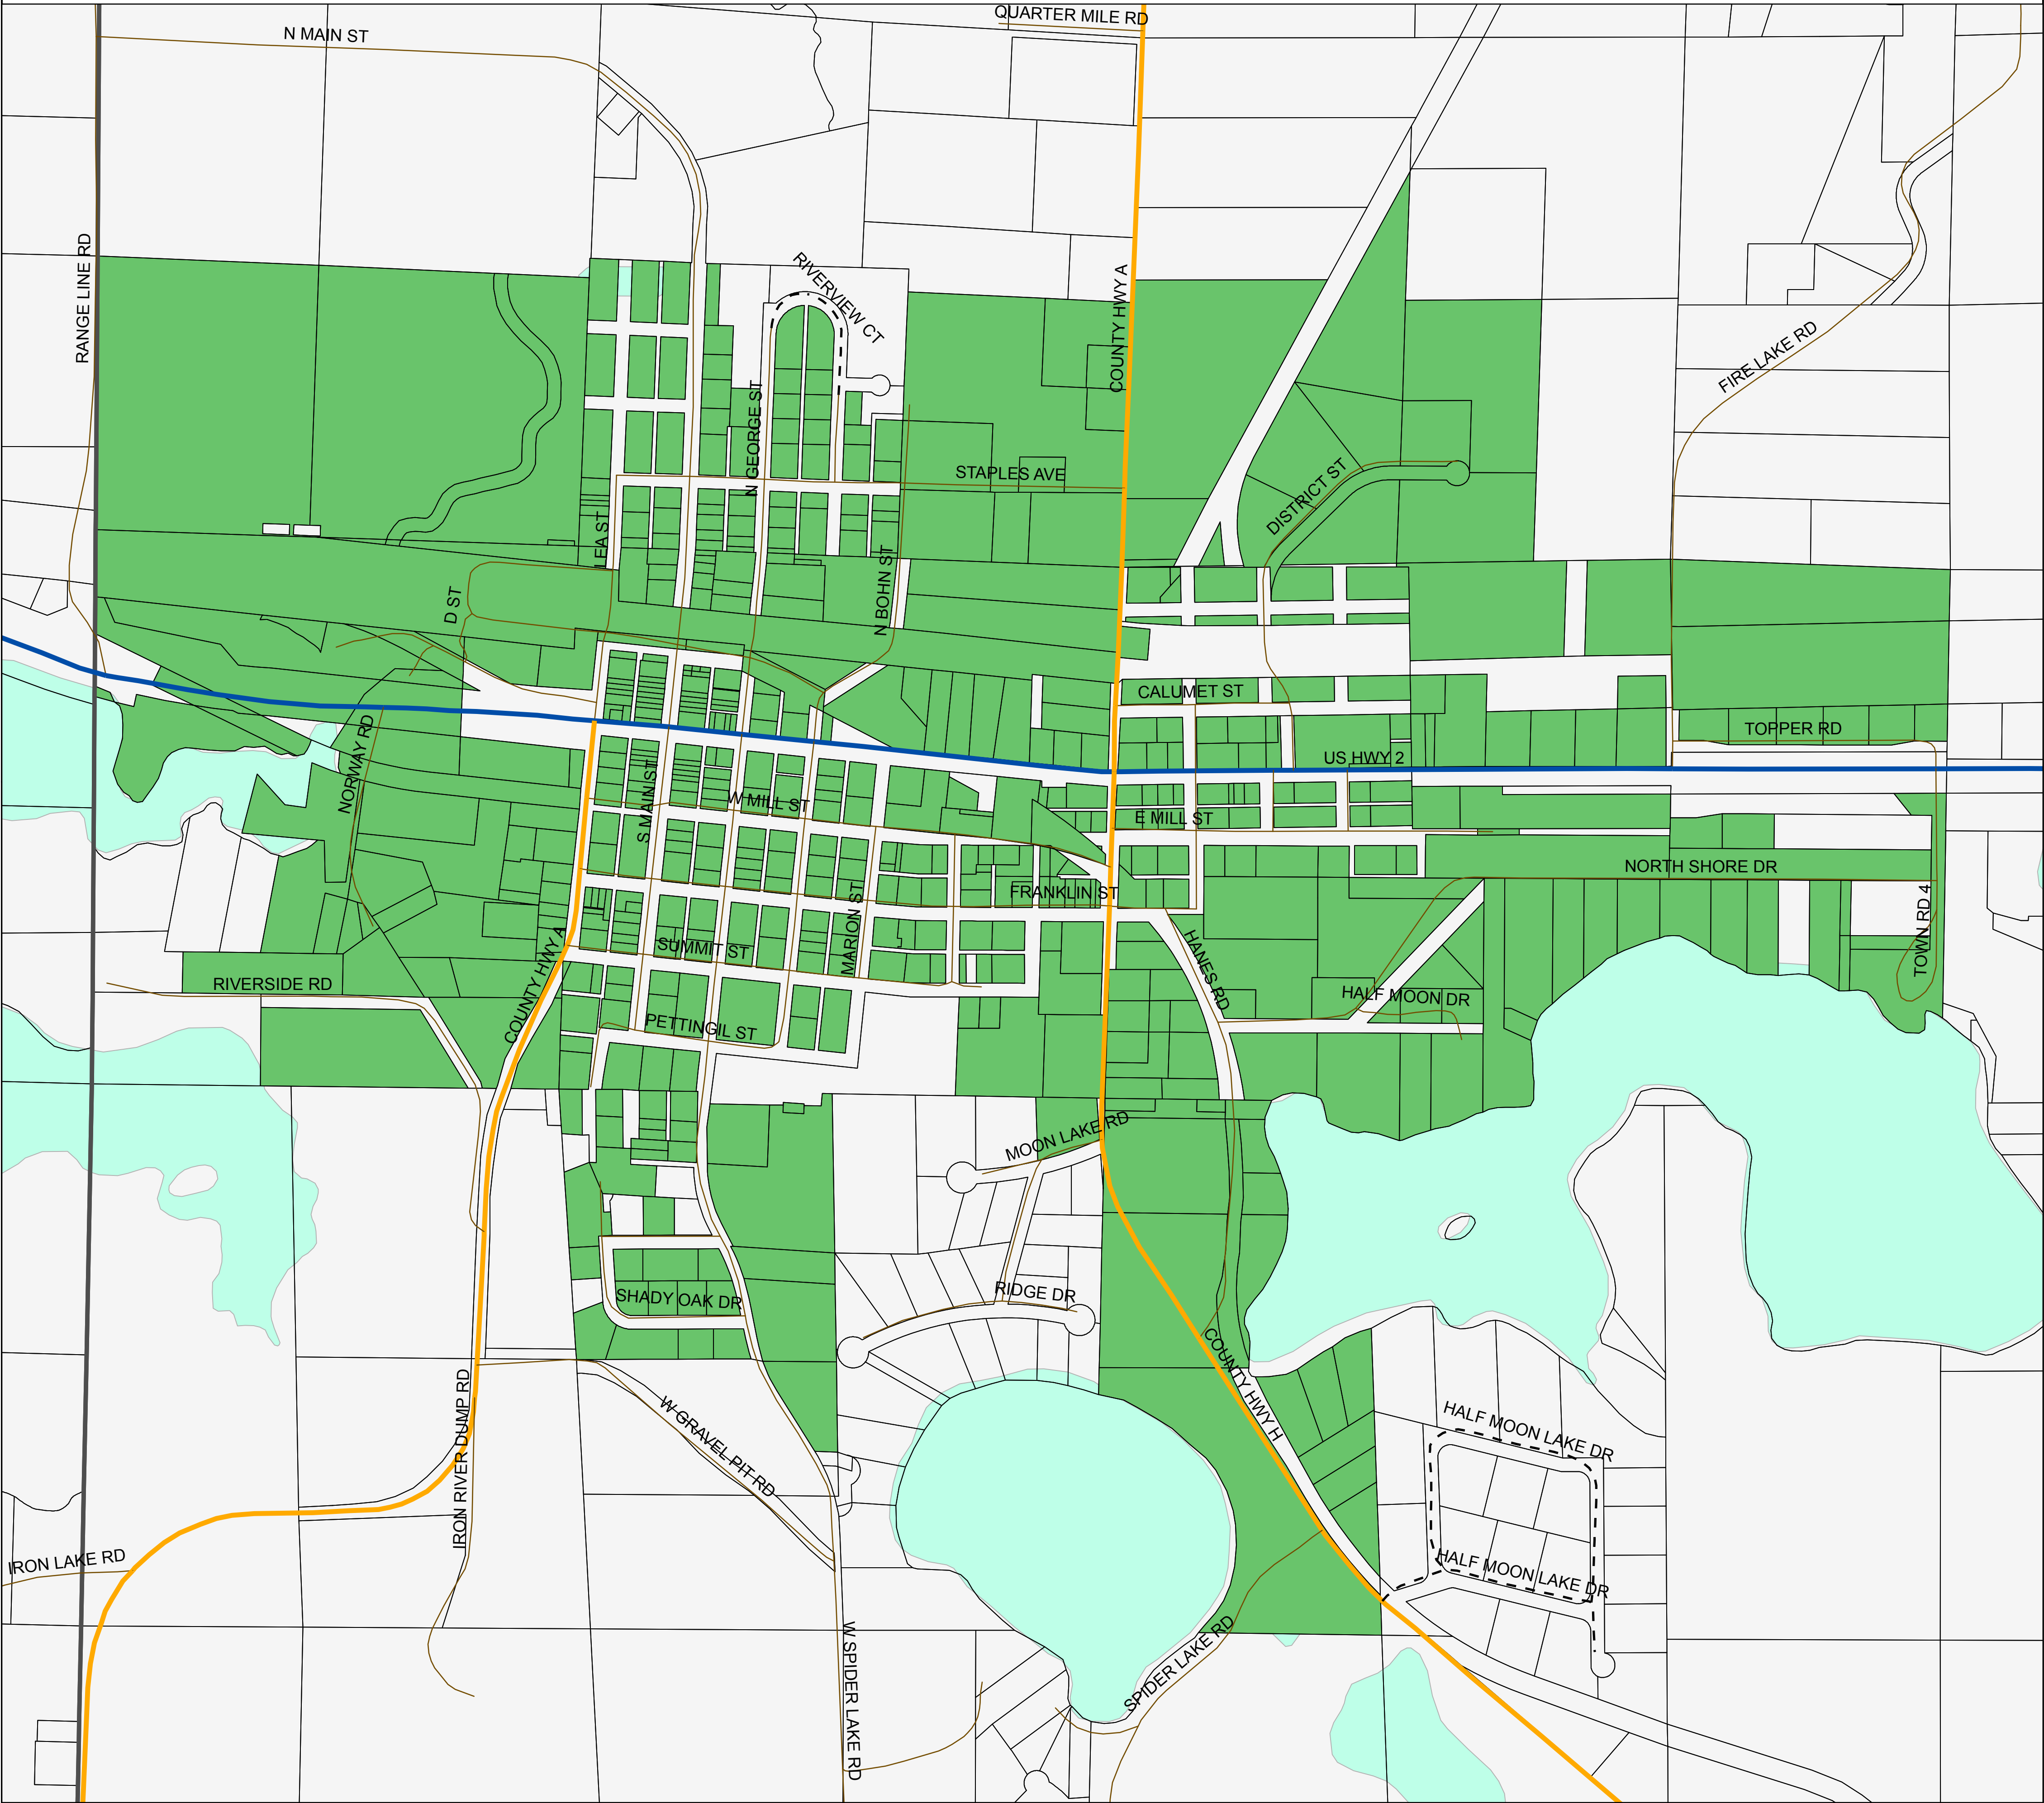 QUARTER MILE RD
N MAIN ST
RANGE LINE RD
RIVERVIEW CT
COUNTY HWY A
FIRE LAKE RD
N GEORGE ST
STAPLES AVE
DISTRICT ST
LEA ST
N BOHN ST
D ST
CALUMET ST
TOPPER RD
NORWAY RD
US HWY 2
S MAIN ST
W MILL ST
E MILL ST
NORTH SHORE DR
FRANKLIN ST
MARION ST
TOWN RD 4
SUMMIT ST
COUNTY HWY A
HANES RD
RIVERSIDE RD
HALF MOON DR
PETTINGIL ST
MOON LAKE RD
RIDGE DR
SHADY OAK DR
COUNTY HWY H
IRON RIVER DUMP RD
W GRAVEL PIT RD
HALF MOON LAKE DR
IRON LAKE RD
HALF MOON LAKE DR
W SPIDER LAKE RD
SPIDER LAKE RD